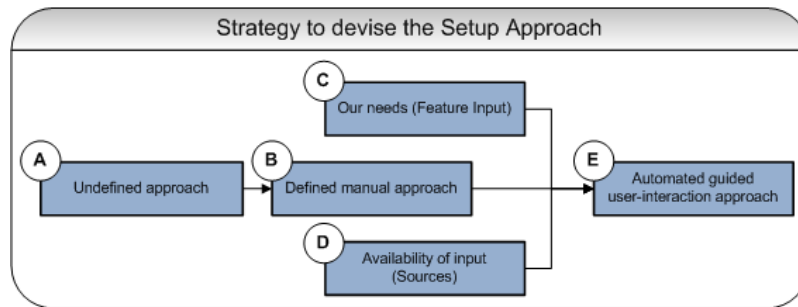 Strategy to devise the Setup Approach
C
Our needs (Feature Input)
A
Undefined approach
B
Defined manual approach
E
Automated guided
user-interaction approach
D
Availability of input
(Sources)